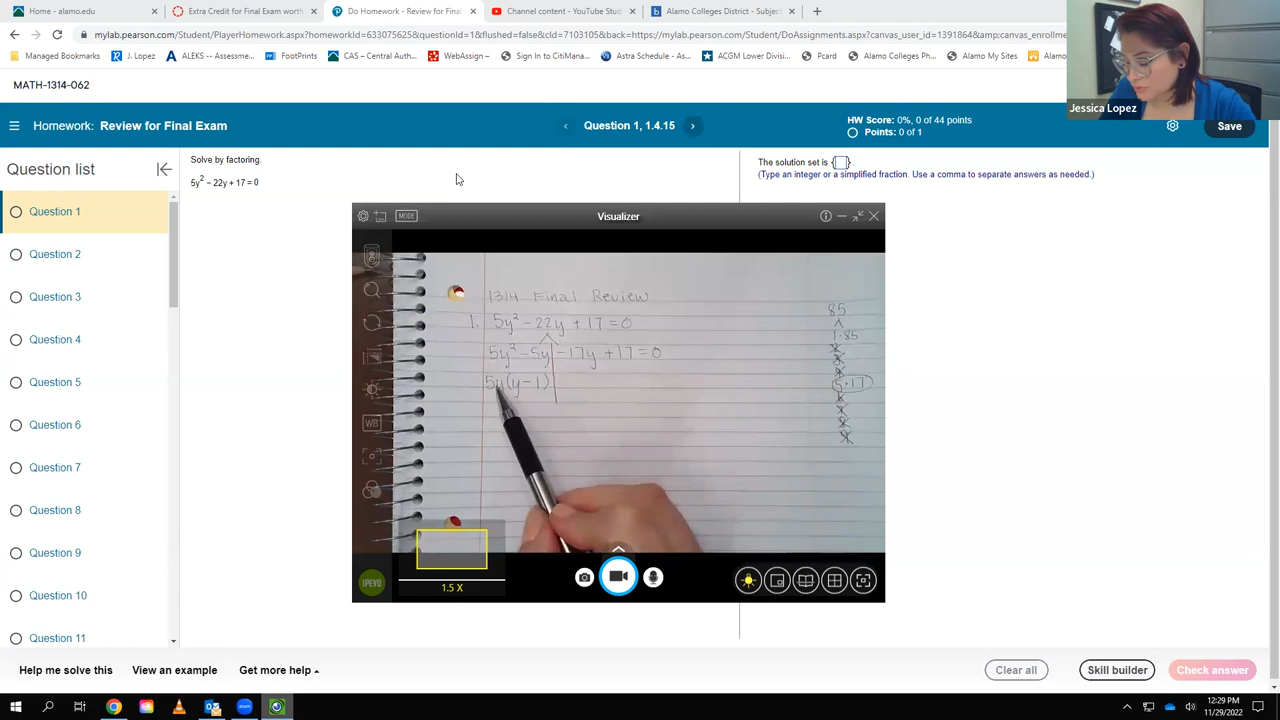 Home - alamo.edu
Extra Credit for Final Exam worth
Do Homework - Review for Final
Channel content - YouTube Stud
Alamo Colleges District - Subject
mylab.pearson.com/Student/PlayerHomework.aspx?homeworkId=633075625&questionId=1&flushed=false&cId=7103105&back=https://mylab.pearson.com/Student/DoAssignments.aspx?canvas_user_id=1391864&canvas_enrollme
Managed Bookmarks
J. Lopez
ALEKS -- Assessme...
FootPrints
CAS – Central Auth...
WebAssign –
Sign In to CitiMana...
Astra Schedule - As...
ACGM Lower Divisi...
Pcard
Alamo Colleges Ph...
Alamo My Sites
Alamo
Jessica Lopez
MATH-1314-062
Homework: Review for Final Exam
Question 1, 1.4.15
HW Score: 0%, 0 of 44 points
Points: 0 of 1
Save
Question list
Question 1
Question 2
Question 3
Question 4
Question 5
Question 6
Question 7
Question 8
Question 9
Question 10
Question 11
Solve by factoring.
5y² − 22y + 17 = 0
The solution set is { }.
(Type an integer or a simplified fraction. Use a comma to separate answers as needed.)
MODE
Visualizer
WB
IPEVO
1.5 X
1314 Final Review
1. 5y² − 22y + 17 = 0
5y² − 5y − 17y + 17 = 0
5y(y − 1)
85
1·85
5·17
Help me solve this
View an example
Get more help
Clear all
Skill builder
Check answer
12:29 PM
11/29/2022